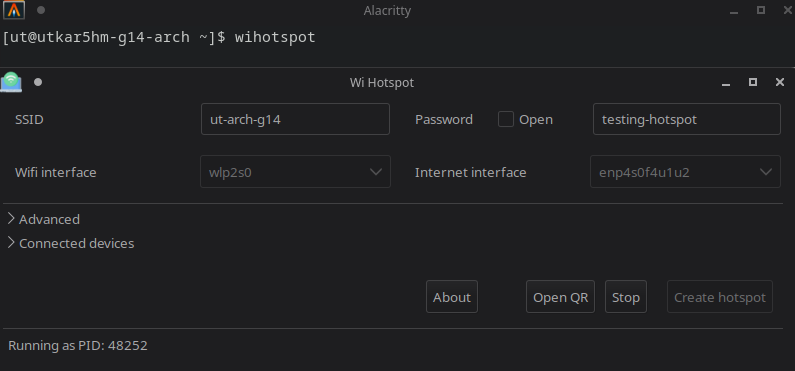 Alacritty
[ut@utkar5hm-g14-arch ~]$ wihotspot
Wi Hotspot
SSID ut-arch-g14 Password Open testing-hotspot
Wifi interface wlp2s0 Internet interface enp4s0f4u1u2
Advanced
Connected devices
About Open QR Stop Create hotspot
Running as PID: 48252